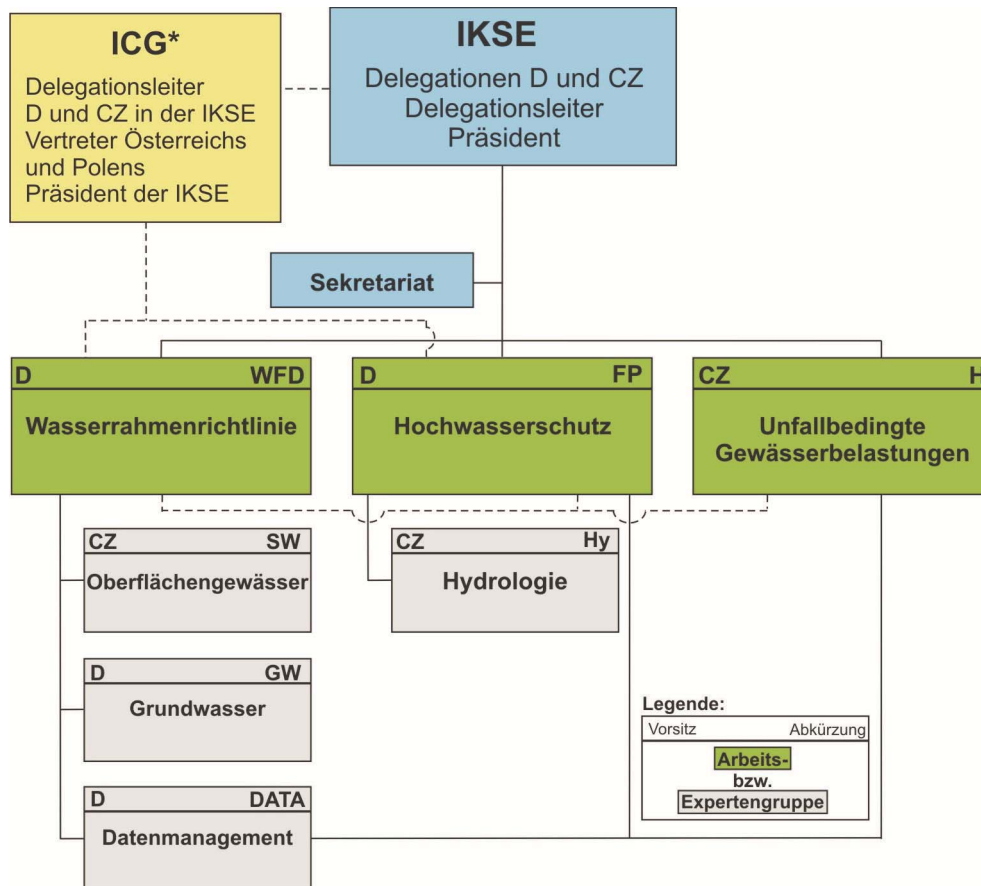 ICG*
Delegationsleiter
D und CZ in der IKSE
Vertreter Österreichs
und Polens
Präsident der IKSE
IKSE
Delegationen D und CZ
Delegationsleiter
Präsident
Sekretariat
D WFD
Wasserrahmenrichtlinie
D FP
Hochwasserschutz
CZ H
Unfallbedingte
Gewässerbelastungen
CZ SW
Oberflächengewässer
CZ Hy
Hydrologie
D GW
Grundwasser
D DATA
Datenmanagement
Legende:
Vorsitz Abkürzung
Arbeits-
bzw.
Expertengruppe